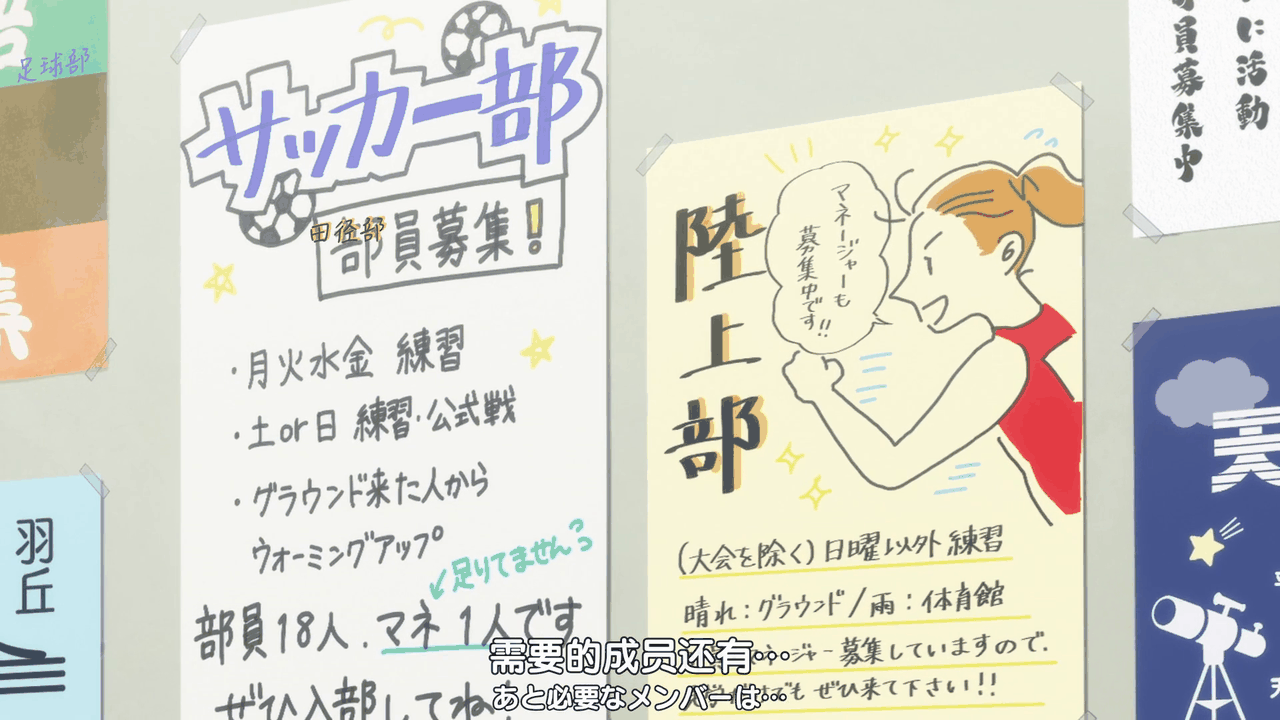 足球部
集
羽丘
サッカー部
田径部
部員募集!
・月火水金 練習
・土or日 練習・公式戦
・グラウンド来た人から
ウォーミングアップ
足りてません
部員18人、マネ1人です
ぜひ入部してね!
陸上部
マネージャーも
募集中です!!
(大会を除く)日曜以外練習
晴れ:グラウンド/雨:体育館
ージャー募集していますので、
でもぜひ来て下さい!!
に活動
員募集中
天
需要的成员还有…
あと必要なメンバーは…